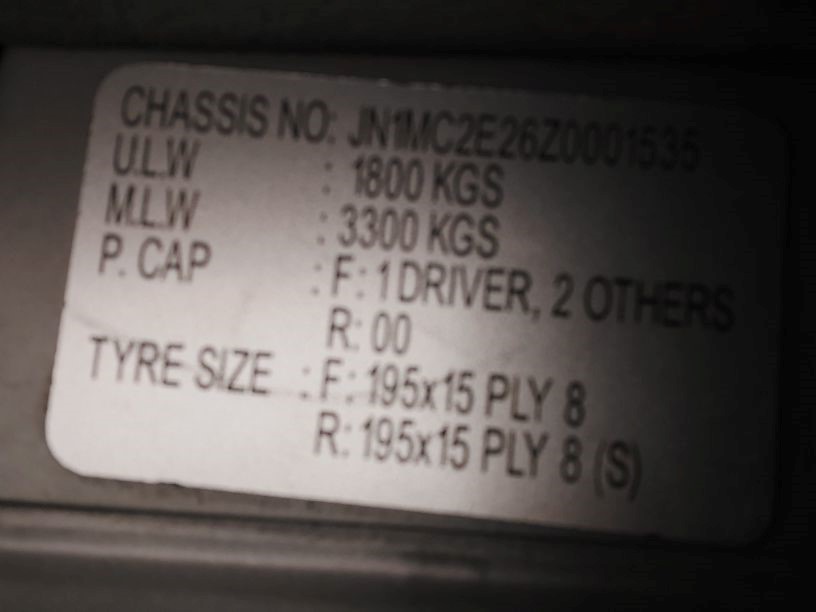 CHASSIS NO: JN1MC2E26Z0001535
U.L.W : 1800 KGS
M.L.W : 3300 KGS
P. CAP : F: 1 DRIVER, 2 OTHERS
R: 00
TYRE SIZE : F: 195x15 PLY 8
R: 195x15 PLY 8 (S)